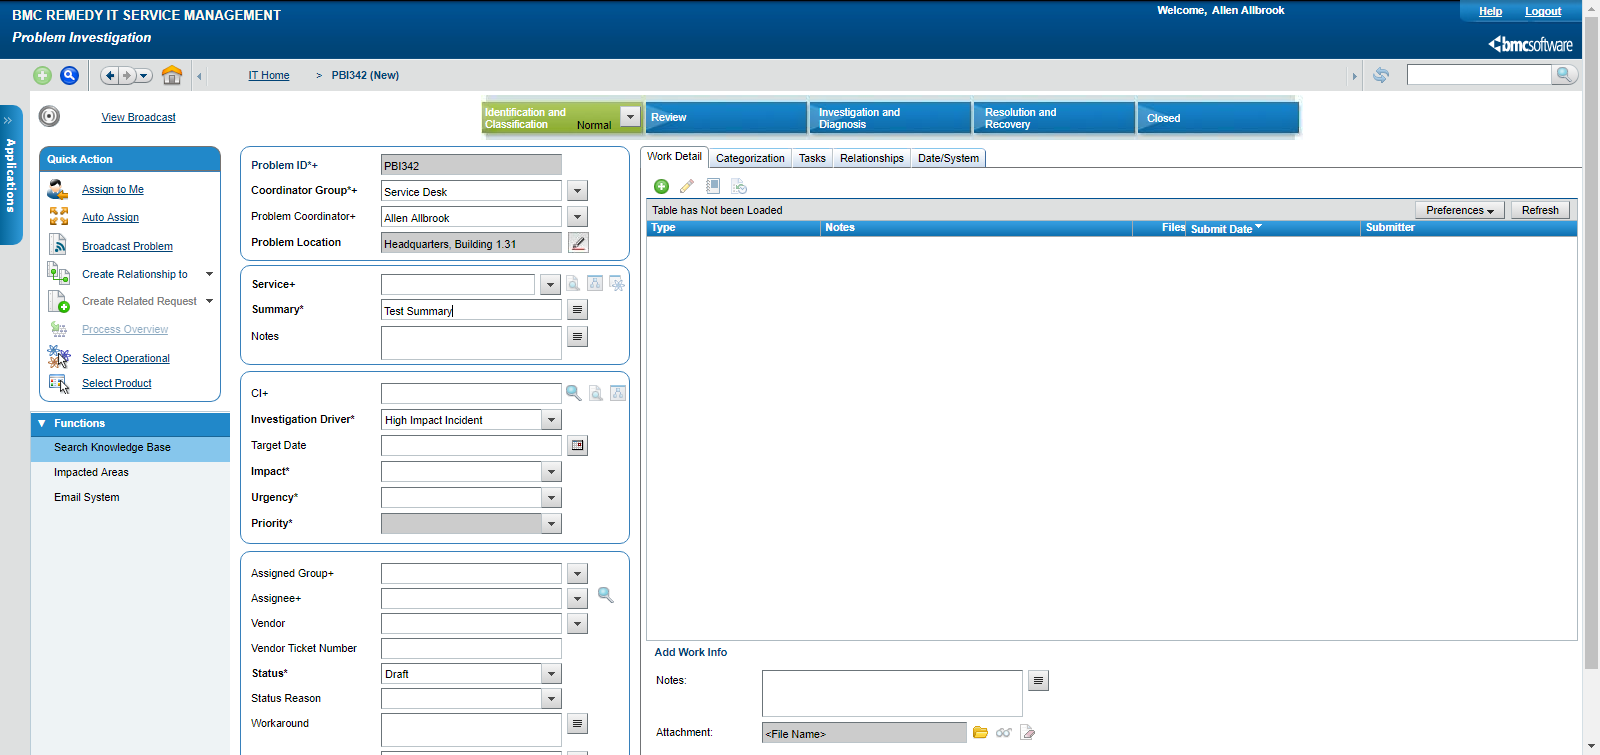 BMC REMEDY IT SERVICE MANAGEMENT
Welcome, Allen Allbrook
Help
Logout
Problem Investigation
bmcsoftware
IT Home > PBI342 (New)
Applications
View Broadcast
Identification and Classification Normal
Review
Investigation and Diagnosis
Resolution and Recovery
Closed
Quick Action
Assign to Me
Auto Assign
Broadcast Problem
Create Relationship to
Create Related Request
Process Overview
Select Operational
Select Product
Functions
Search Knowledge Base
Impacted Areas
Email System
Problem ID*+ PBI342
Coordinator Group*+ Service Desk
Problem Coordinator+ Allen Allbrook
Problem Location Headquarters, Building 1.31
Service+
Summary* Test Summary
Notes
CI+
Investigation Driver* High Impact Incident
Target Date
Impact*
Urgency*
Priority*
Assigned Group+
Assignee+
Vendor
Vendor Ticket Number
Status* Draft
Status Reason
Workaround
Work Detail Categorization Tasks Relationships Date/System
Table has Not been Loaded
Preferences Refresh
Type Notes Files Submit Date Submitter
Add Work Info
Notes:
Attachment: <File Name>